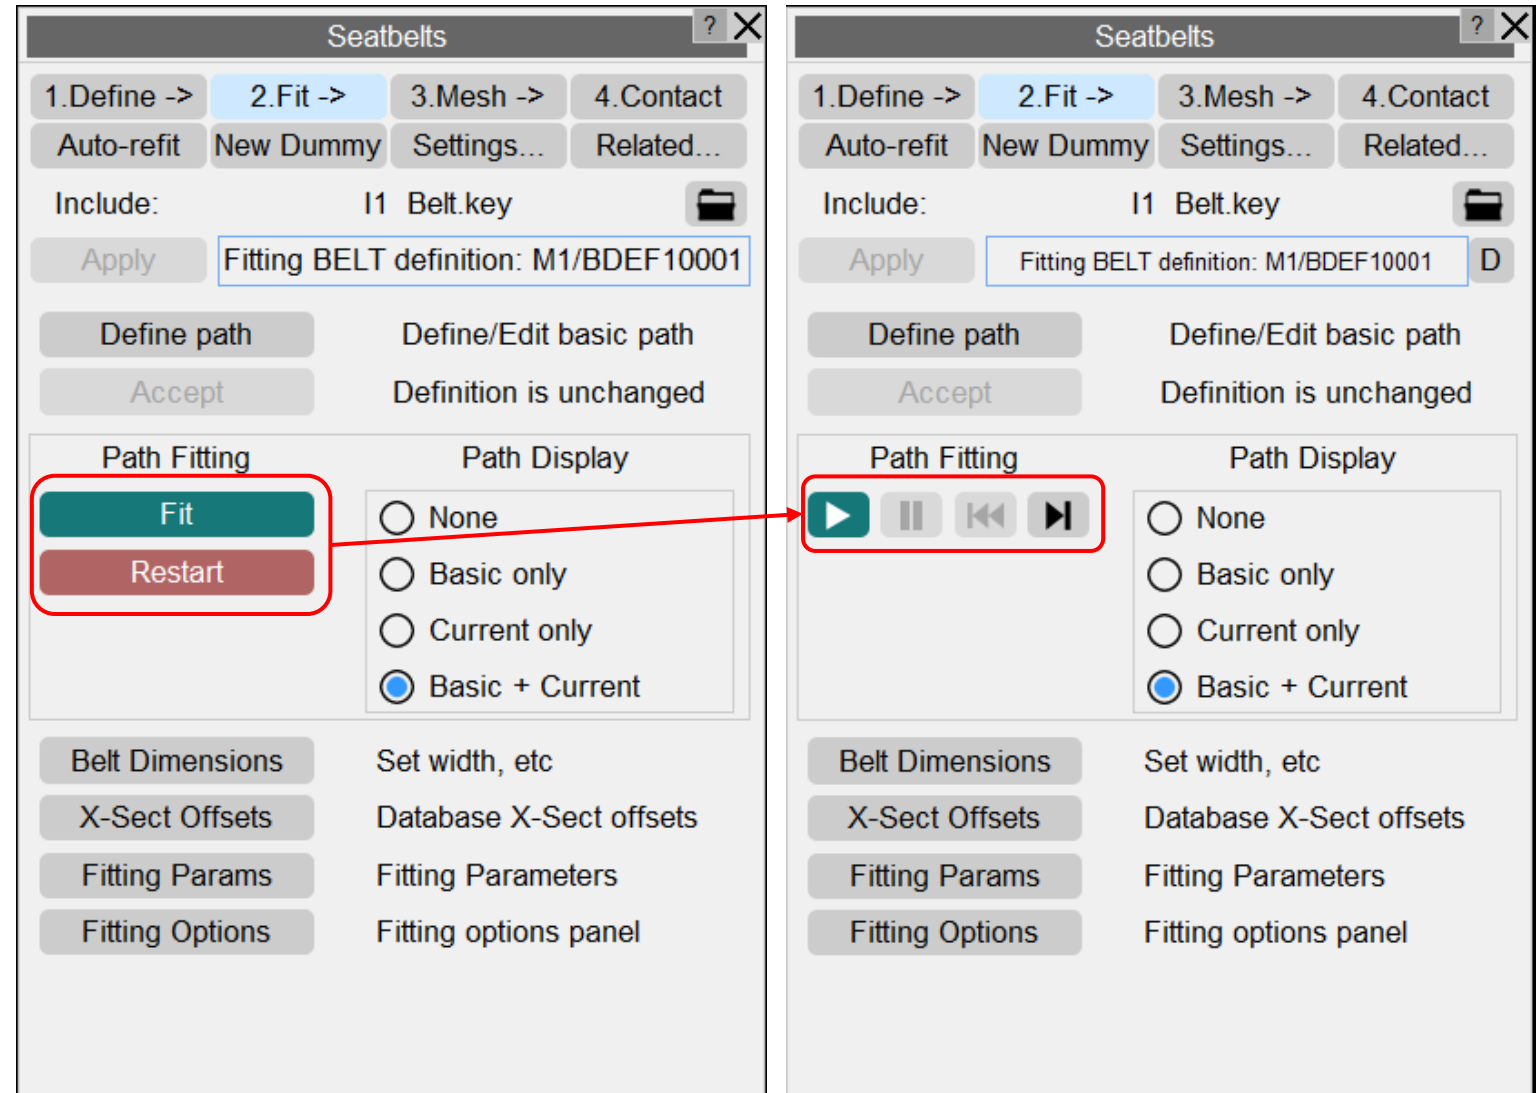 Seatbelts
?
1.Define -> 2.Fit -> 3.Mesh -> 4.Contact
Auto-refit New Dummy Settings... Related...
Include: I1 Belt.key
Apply Fitting BELT definition: M1/BDEF10001
Define path Define/Edit basic path
Accept Definition is unchanged
Path Fitting Path Display
Fit None
Restart Basic only
Current only
Basic + Current
Belt Dimensions Set width, etc
X-Sect Offsets Database X-Sect offsets
Fitting Params Fitting Parameters
Fitting Options Fitting options panel
Seatbelts
?
1.Define -> 2.Fit -> 3.Mesh -> 4.Contact
Auto-refit New Dummy Settings... Related...
Include: I1 Belt.key
Apply Fitting BELT definition: M1/BDEF10001 D
Define path Define/Edit basic path
Accept Definition is unchanged
Path Fitting Path Display
None
Basic only
Current only
Basic + Current
Belt Dimensions Set width, etc
X-Sect Offsets Database X-Sect offsets
Fitting Params Fitting Parameters
Fitting Options Fitting options panel